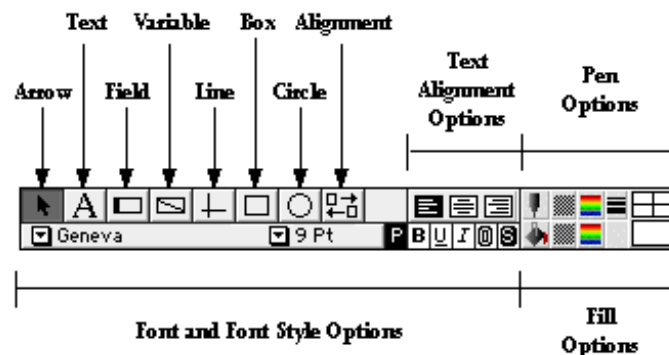 Text Variable Box Alignment
Arrow Field Line Circle
Text
Alignment
Options
Pen
Options
A
Geneva 9 Pt P B U I O S
Font and Font Style Options
Fill
Options